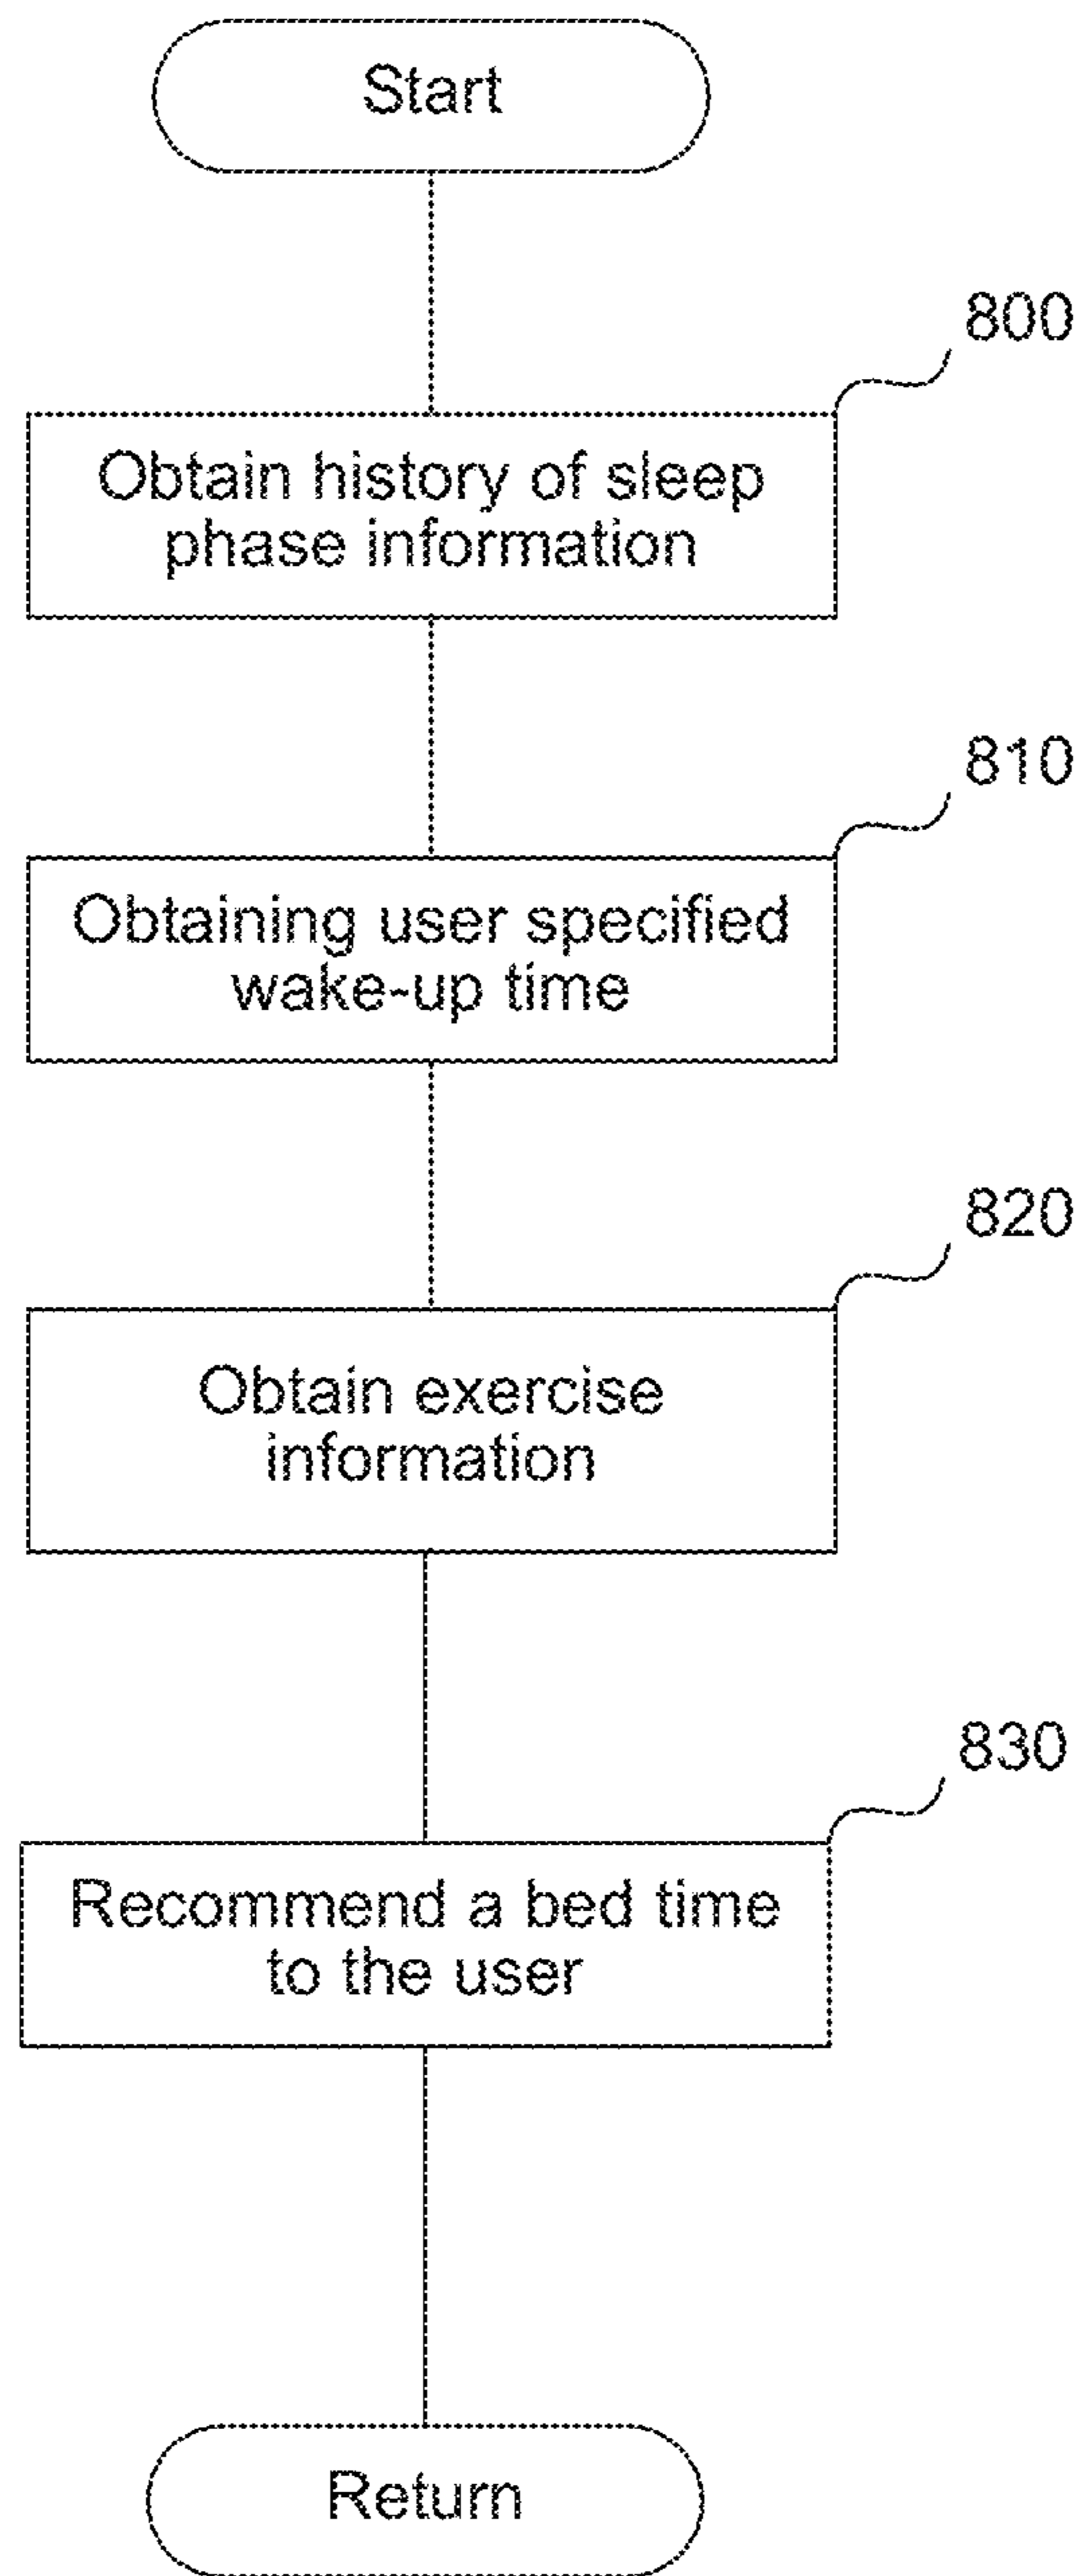 Start
800
Obtain history of sleep
phase information
810
Obtaining user specified
wake-up time
820
Obtain exercise
information
830
Recommend a bed time
to the user
Return